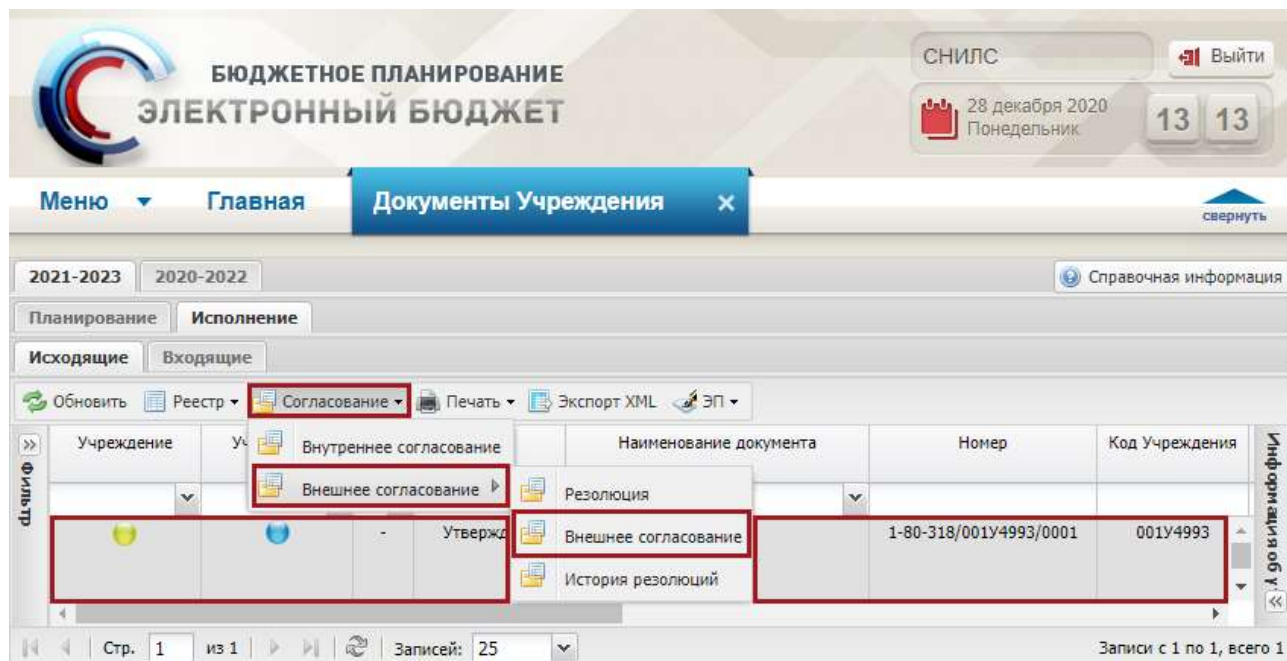 БЮДЖЕТНОЕ ПЛАНИРОВАНИЕ
ЭЛЕКТРОННЫЙ БЮДЖЕТ
СНИЛС
Выйти
28 декабря 2020
Понедельник
13 13
Меню Главная Документы Учреждения
свернуть
2021-2023 2020-2022
Справочная информация
Планирование Исполнение
Исходящие Входящие
Обновить Реестр Согласование Печать Экспорт XML ЭП
Фильтр
Учреждение Уч Наименование документа Номер Код Учреждения
Информация об у
Внутреннее согласование
Внешнее согласование
Резолюция
Внешнее согласование
История резолюций
- Утвержд 1-80-318/001У4993/0001 001У4993
Стр. 1 из 1 Записей: 25 Записи с 1 по 1, всего 1